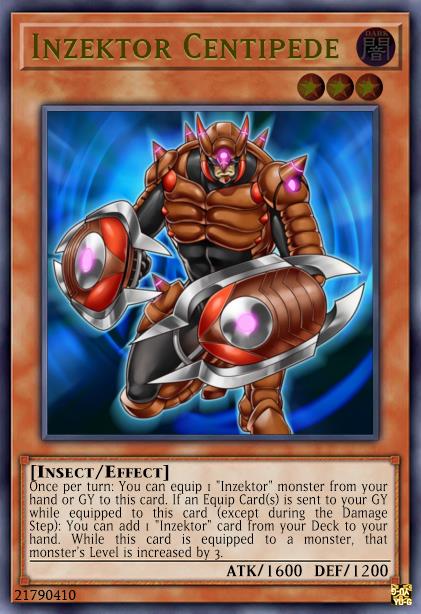 Inzektor Centipede
DARK
闇
[Insect/Effect]
Once per turn: You can equip 1 "Inzektor" monster from your
hand or GY to this card. If an Equip Card(s) is sent to your GY
while equipped to this card (except during the Damage
Step): You can add 1 "Inzektor" card from your Deck to your
hand. While this card is equipped to a monster, that
monster's Level is increased by 3.
ATK/1600 DEF/1200
21790410